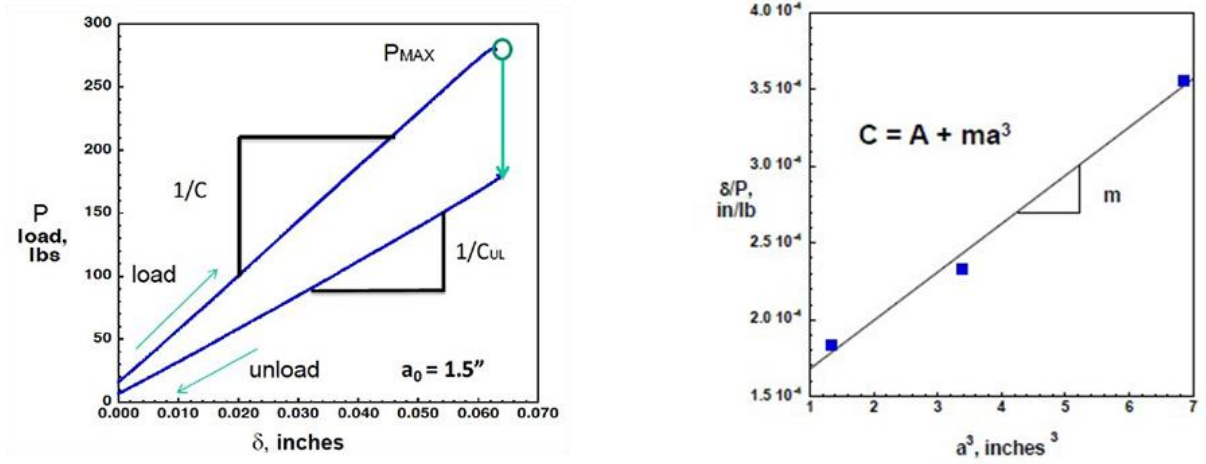 300
250
200
150
100
50
0
P
load,
lbs
PMAX
1/C
1/CUL
load
unload
a0 = 1.5”
0.000 0.010 0.020 0.030 0.040 0.050 0.060 0.070
δ, inches
4.0 10-4
3.5 10-4
3.0 10-4
2.5 10-4
2.0 10-4
1.5 10-4
δ/P,
in/lb
C = A + ma³
m
1 2 3 4 5 6 7
a³, inches ³